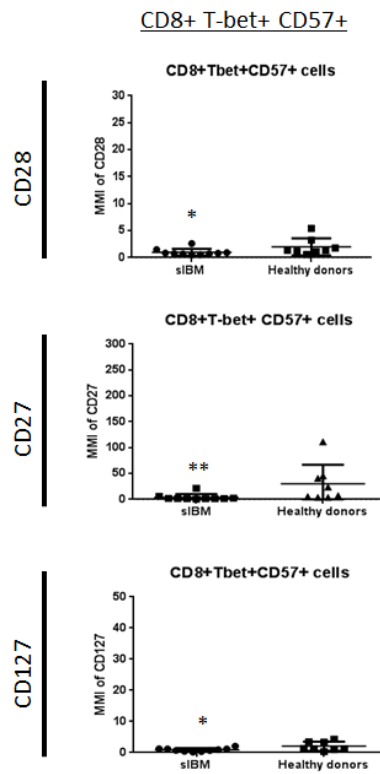 CD8+ T-bet+ CD57+
CD28
CD8+Tbet+CD57+ cells
MMI of CD28
30
25
20
15
10
5
0
*
sIBM
Healthy donors
CD27
CD8+T-bet+ CD57+ cells
MMI of CD27
300
250
200
150
100
50
0
**
sIBM
Healthy donors
CD127
CD8+Tbet+CD57+ cells
MMI of CD127
50
40
30
20
10
0
*
sIBM
Healthy donors